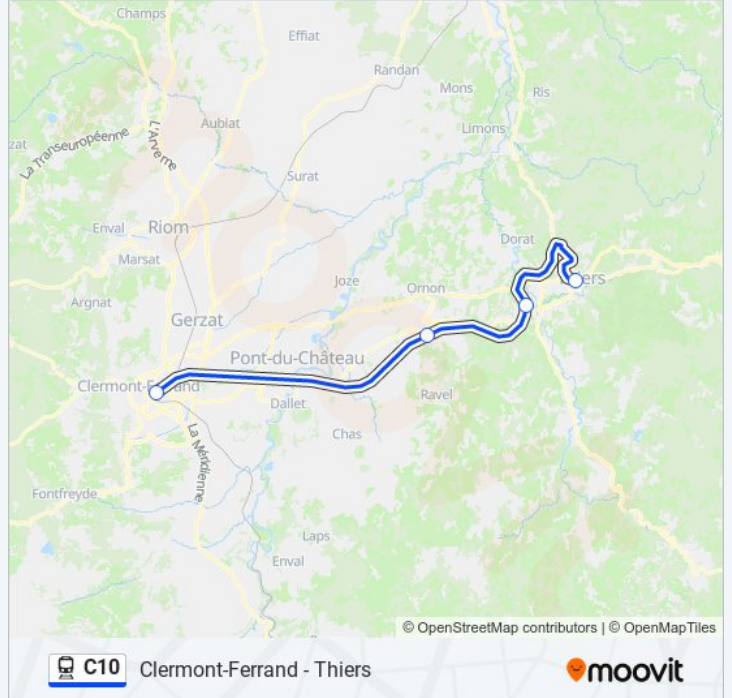 Champs
Effiat
Randan
Mons
Ris
Aubiat
Limons
La Transeuropéenne
L'Arverne
zat
Surat
Enval
Riom
Dorat
Marsat
Joze
Ornon
Argnat
Gerzat
Pont-du-Château
Clermont-Ferrand
Dallet
Ravel
Chas
La Méridienne
Fontfreyde
Laps
Enval
© OpenStreetMap contributors | © OpenMapTiles
C10 Clermont-Ferrand - Thiers
moovit